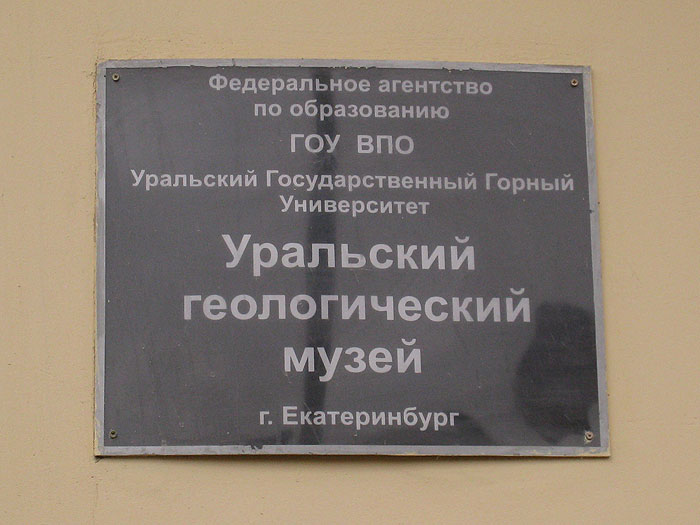 Федеральное агентство
по образованию
ГОУ ВПО
Уральский Государственный Горный
Университет
Уральский
геологический
музей
г. Екатеринбург